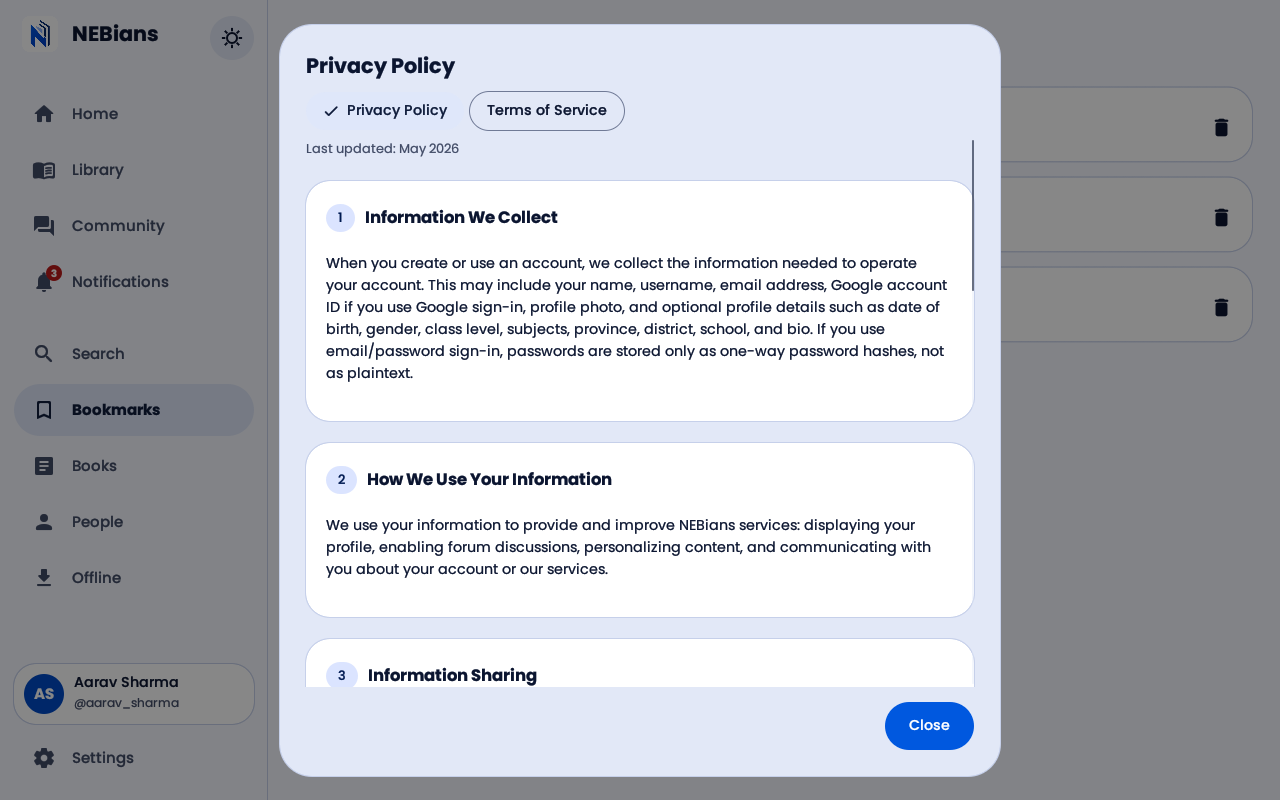 NEBians
Home
Library
Community
3
Notifications
Search
Bookmarks
Books
People
Offline
AS
Aarav Sharma
@aarav_sharma
Settings
Privacy Policy
Privacy Policy
Terms of Service
Last updated: May 2026
1
Information We Collect
When you create or use an account, we collect the information needed to operate
your account. This may include your name, username, email address, Google account
ID if you use Google sign-in, profile photo, and optional profile details such as date of
birth, gender, class level, subjects, province, district, school, and bio. If you use
email/password sign-in, passwords are stored only as one-way password hashes, not
as plaintext.
2
How We Use Your Information
We use your information to provide and improve NEBians services: displaying your
profile, enabling forum discussions, personalizing content, and communicating with
you about your account or our services.
3
Information Sharing
Close